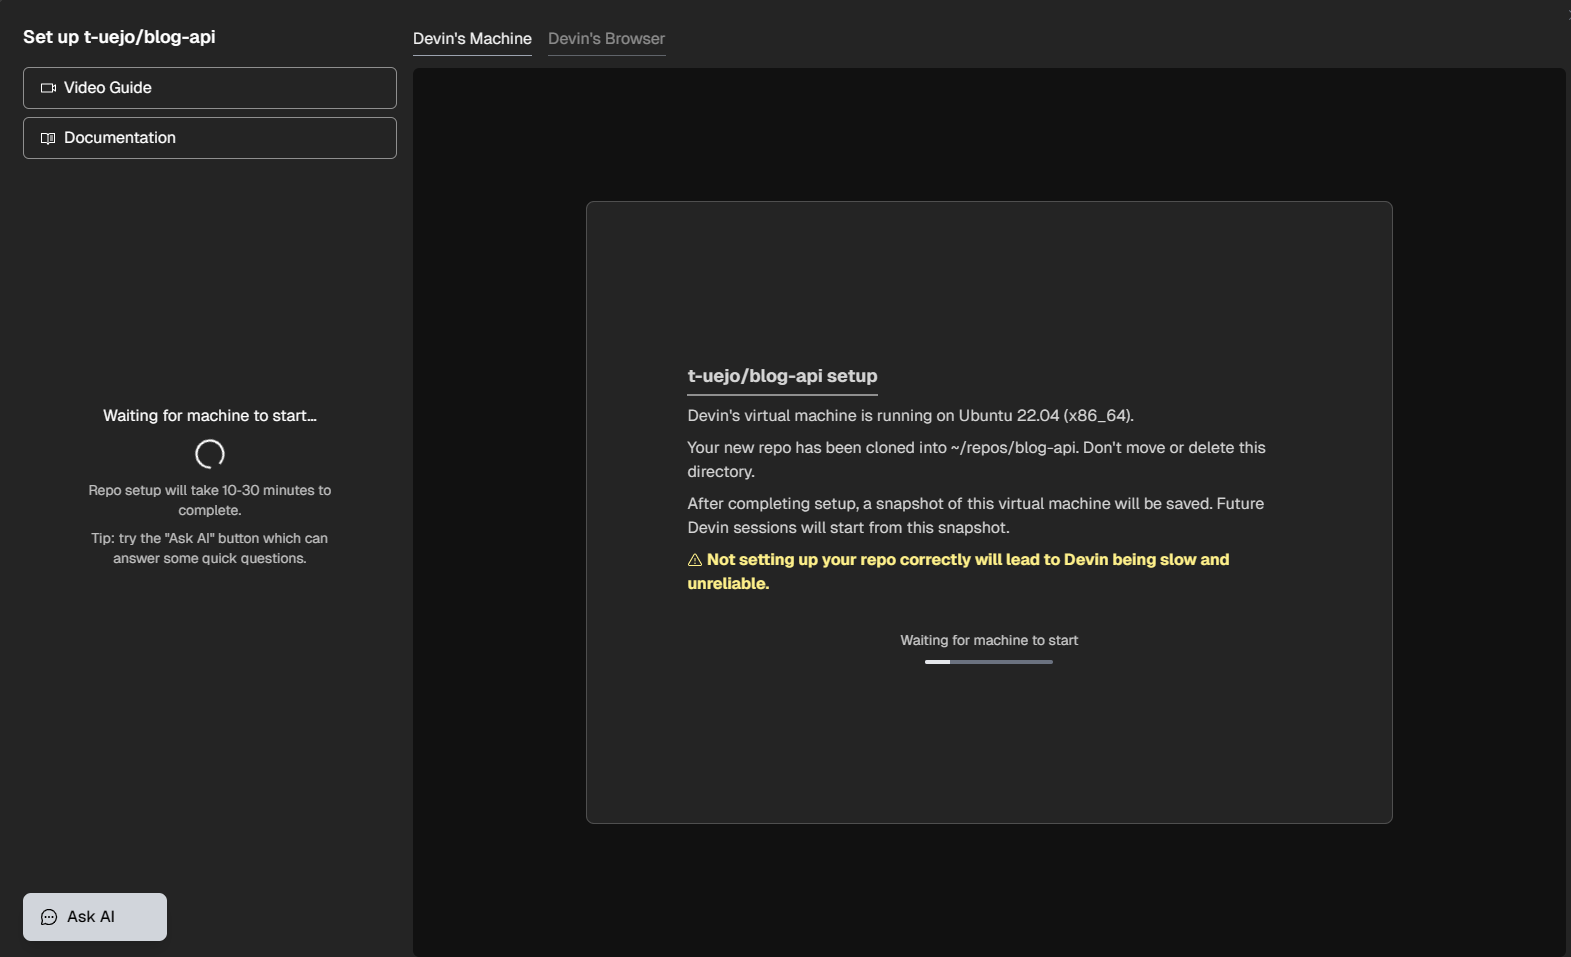 Set up t-uejo/blog-api
Video Guide
Documentation
Waiting for machine to start...
Repo setup will take 10-30 minutes to
complete.
Tip: try the "Ask AI" button which can
answer some quick questions.
Ask AI
Devin's Machine
Devin's Browser
t-uejo/blog-api setup
Devin's virtual machine is running on Ubuntu 22.04 (x86_64).
Your new repo has been cloned into ~/repos/blog-api. Don't move or delete this
directory.
After completing setup, a snapshot of this virtual machine will be saved. Future
Devin sessions will start from this snapshot.
⚠ Not setting up your repo correctly will lead to Devin being slow and
unreliable.
Waiting for machine to start